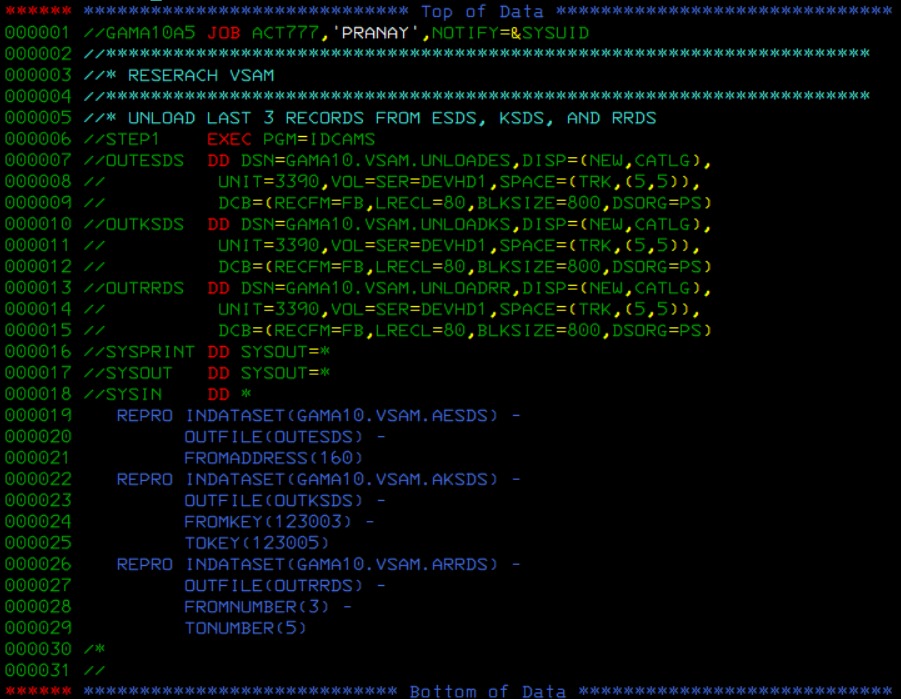 ****** ***************************** Top of Data ******************************
000001 //GAMA10A5 JOB ACT777,'PRANAY',NOTIFY=&SYSUID
000002 //*********************************************************************
000003 //* RESERACH VSAM
000004 //*********************************************************************
000005 //* UNLOAD LAST 3 RECORDS FROM ESDS, KSDS, AND RRDS
000006 //STEP1    EXEC PGM=IDCAMS
000007 //OUTESDS  DD DSN=GAMA10.VSAM.UNLOADES,DISP=(NEW,CATLG),
000008 //          UNIT=3390,VOL=SER=DEVHD1,SPACE=(TRK,(5,5)),
000009 //          DCB=(RECFM=FB,LRECL=80,BLKSIZE=800,DSORG=PS)
000010 //OUTKSDS  DD DSN=GAMA10.VSAM.UNLOADKS,DISP=(NEW,CATLG),
000011 //          UNIT=3390,VOL=SER=DEVHD1,SPACE=(TRK,(5,5)),
000012 //          DCB=(RECFM=FB,LRECL=80,BLKSIZE=800,DSORG=PS)
000013 //OUTRRDS  DD DSN=GAMA10.VSAM.UNLOADRR,DISP=(NEW,CATLG),
000014 //          UNIT=3390,VOL=SER=DEVHD1,SPACE=(TRK,(5,5)),
000015 //          DCB=(RECFM=FB,LRECL=80,BLKSIZE=800,DSORG=PS)
000016 //SYSPRINT DD SYSOUT=*
000017 //SYSOUT   DD SYSOUT=*
000018 //SYSIN    DD *
000019    REPRO INDATASET(GAMA10.VSAM.AESDS) -
000020          OUTFILE(OUTESDS) -
000021          FROMADDRESS(160)
000022    REPRO INDATASET(GAMA10.VSAM.AKSDS) -
000023          OUTFILE(OUTKSDS) -
000024          FROMKEY(123003) -
000025          TOKEY(123005)
000026    REPRO INDATASET(GAMA10.VSAM.ARRDS) -
000027          OUTFILE(OUTRRDS) -
000028          FROMNUMBER(3) -
000029          TONUMBER(5)
000030 /*
000031 //
****** **************************** Bottom of Data ****************************